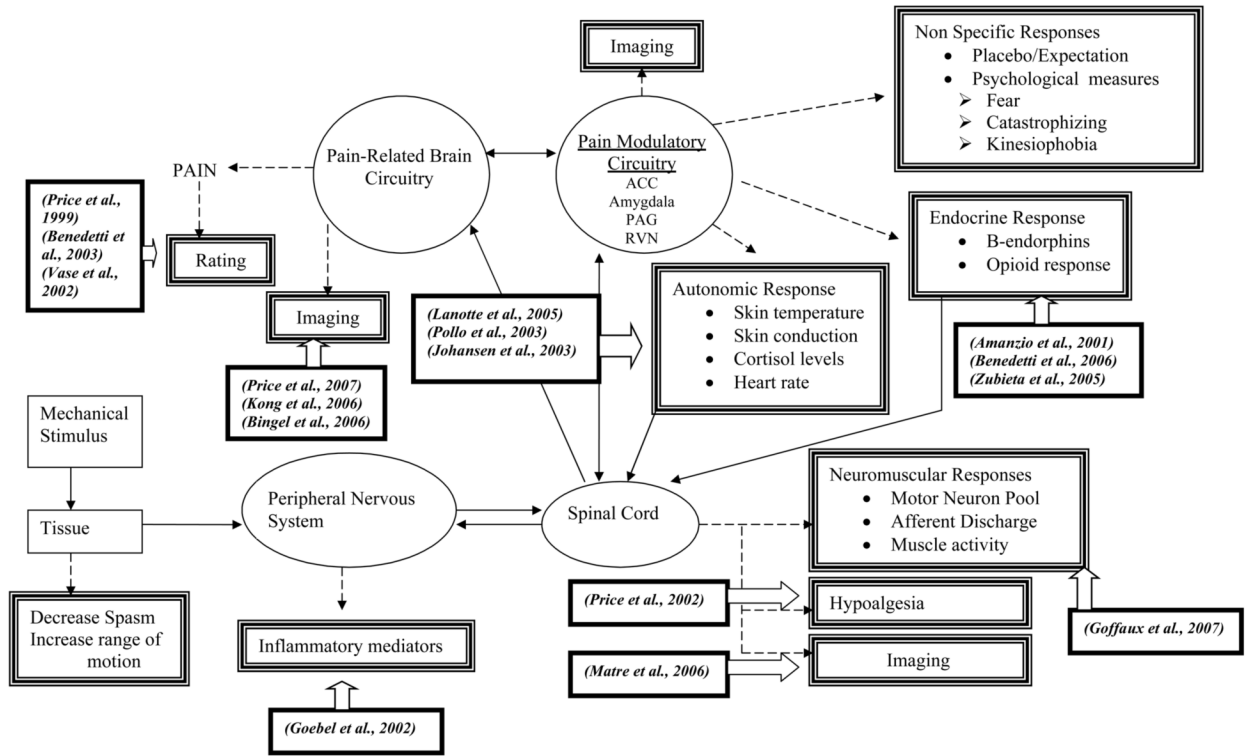 Imaging
Non Specific Responses
● Placebo/Expectation
● Psychological measures
➢ Fear
➢ Catastrophizing
➢ Kinesiophobia
Pain-Related Brain
Circuitry
Pain Modulatory
Circuitry
ACC
Amygdala
PAG
RVN
PAIN
(Price et al.,
1999)
(Benedetti et
al., 2003)
(Vase et al.,
2002)
Rating
Imaging
(Price et al., 2007)
(Kong et al., 2006)
(Bingel et al., 2006)
(Lanotte et al., 2005)
(Pollo et al., 2003)
(Johansen et al., 2003)
Autonomic Response
● Skin temperature
● Skin conduction
● Cortisol levels
● Heart rate
Endocrine Response
● B-endorphins
● Opioid response
(Amanzio et al., 2001)
(Benedetti et al., 2006)
(Zubieta et al., 2005)
Mechanical
Stimulus
Tissue
Decrease Spasm
Increase range of
motion
Peripheral Nervous
System
Inflammatory mediators
(Goebel et al., 2002)
Spinal Cord
Neuromuscular Responses
● Motor Neuron Pool
● Afferent Discharge
● Muscle activity
(Price et al., 2002)
Hypoalgesia
(Goffaux et al., 2007)
(Matre et al., 2006)
Imaging